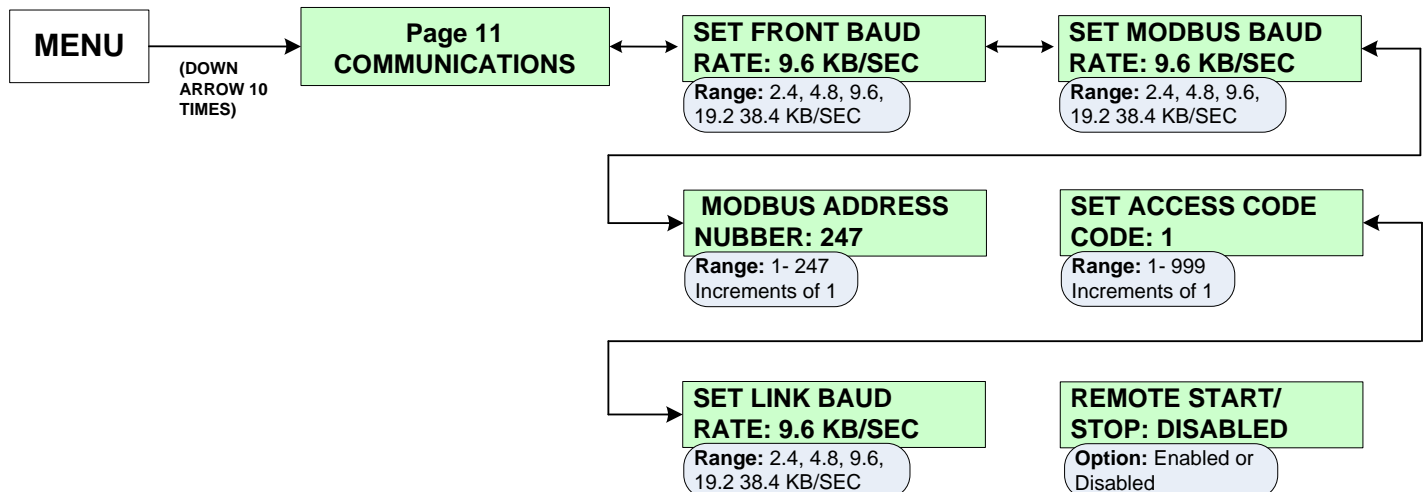 MENU
(DOWN
ARROW 10
TIMES)
Page 11
COMMUNICATIONS
SET FRONT BAUD
RATE: 9.6 KB/SEC
Range: 2.4, 4.8, 9.6,
19.2 38.4 KB/SEC
SET MODBUS BAUD
RATE: 9.6 KB/SEC
Range: 2.4, 4.8, 9.6,
19.2 38.4 KB/SEC
MODBUS ADDRESS
NUBBER: 247
Range: 1- 247
Increments of 1
SET ACCESS CODE
CODE: 1
Range: 1- 999
Increments of 1
SET LINK BAUD
RATE: 9.6 KB/SEC
Range: 2.4, 4.8, 9.6,
19.2 38.4 KB/SEC
REMOTE START/
STOP: DISABLED
Option: Enabled or
Disabled